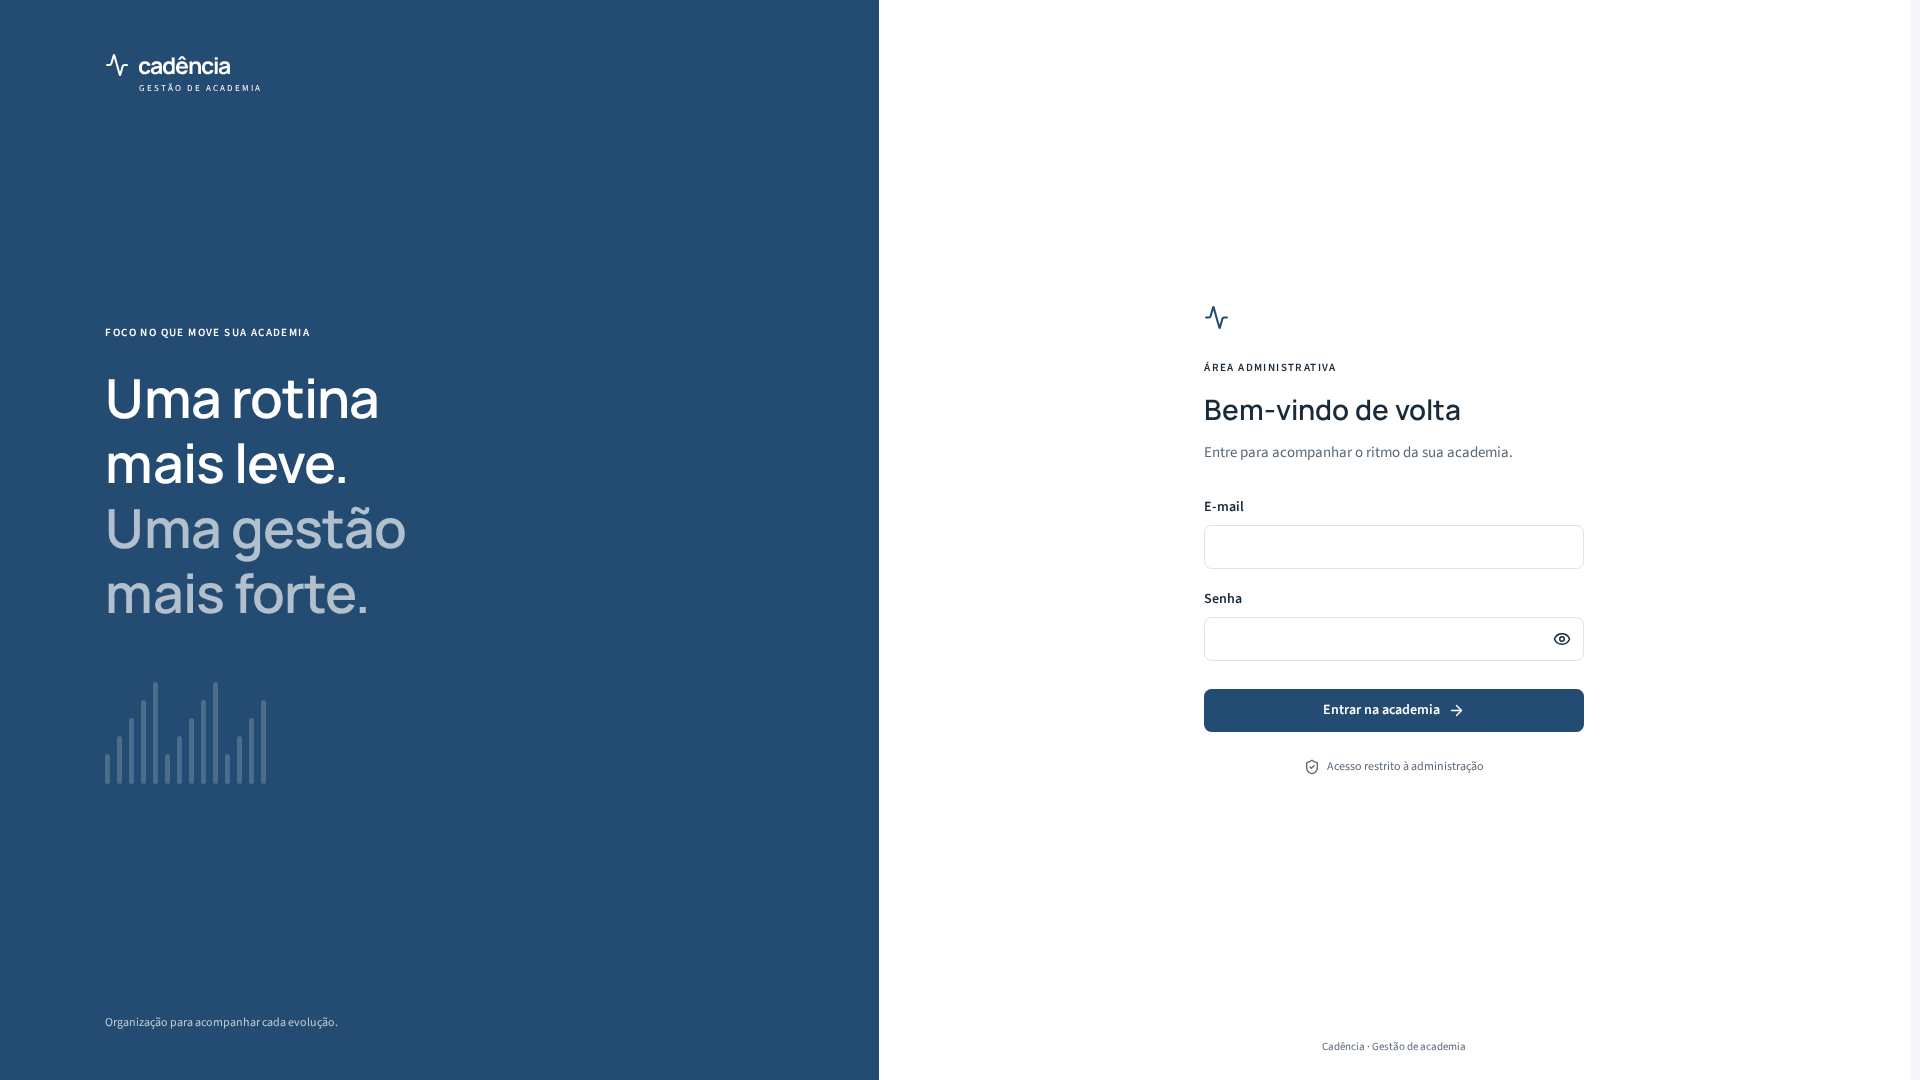 cadência
GESTÃO DE ACADEMIA
FOCO NO QUE MOVE SUA ACADEMIA
Uma rotina
mais leve.
Uma gestão
mais forte.
Organização para acompanhar cada evolução.
ÁREA ADMINISTRATIVA
Bem-vindo de volta
Entre para acompanhar o ritmo da sua academia.
E-mail
Senha
Entrar na academia
Acesso restrito à administração
Cadência · Gestão de academia